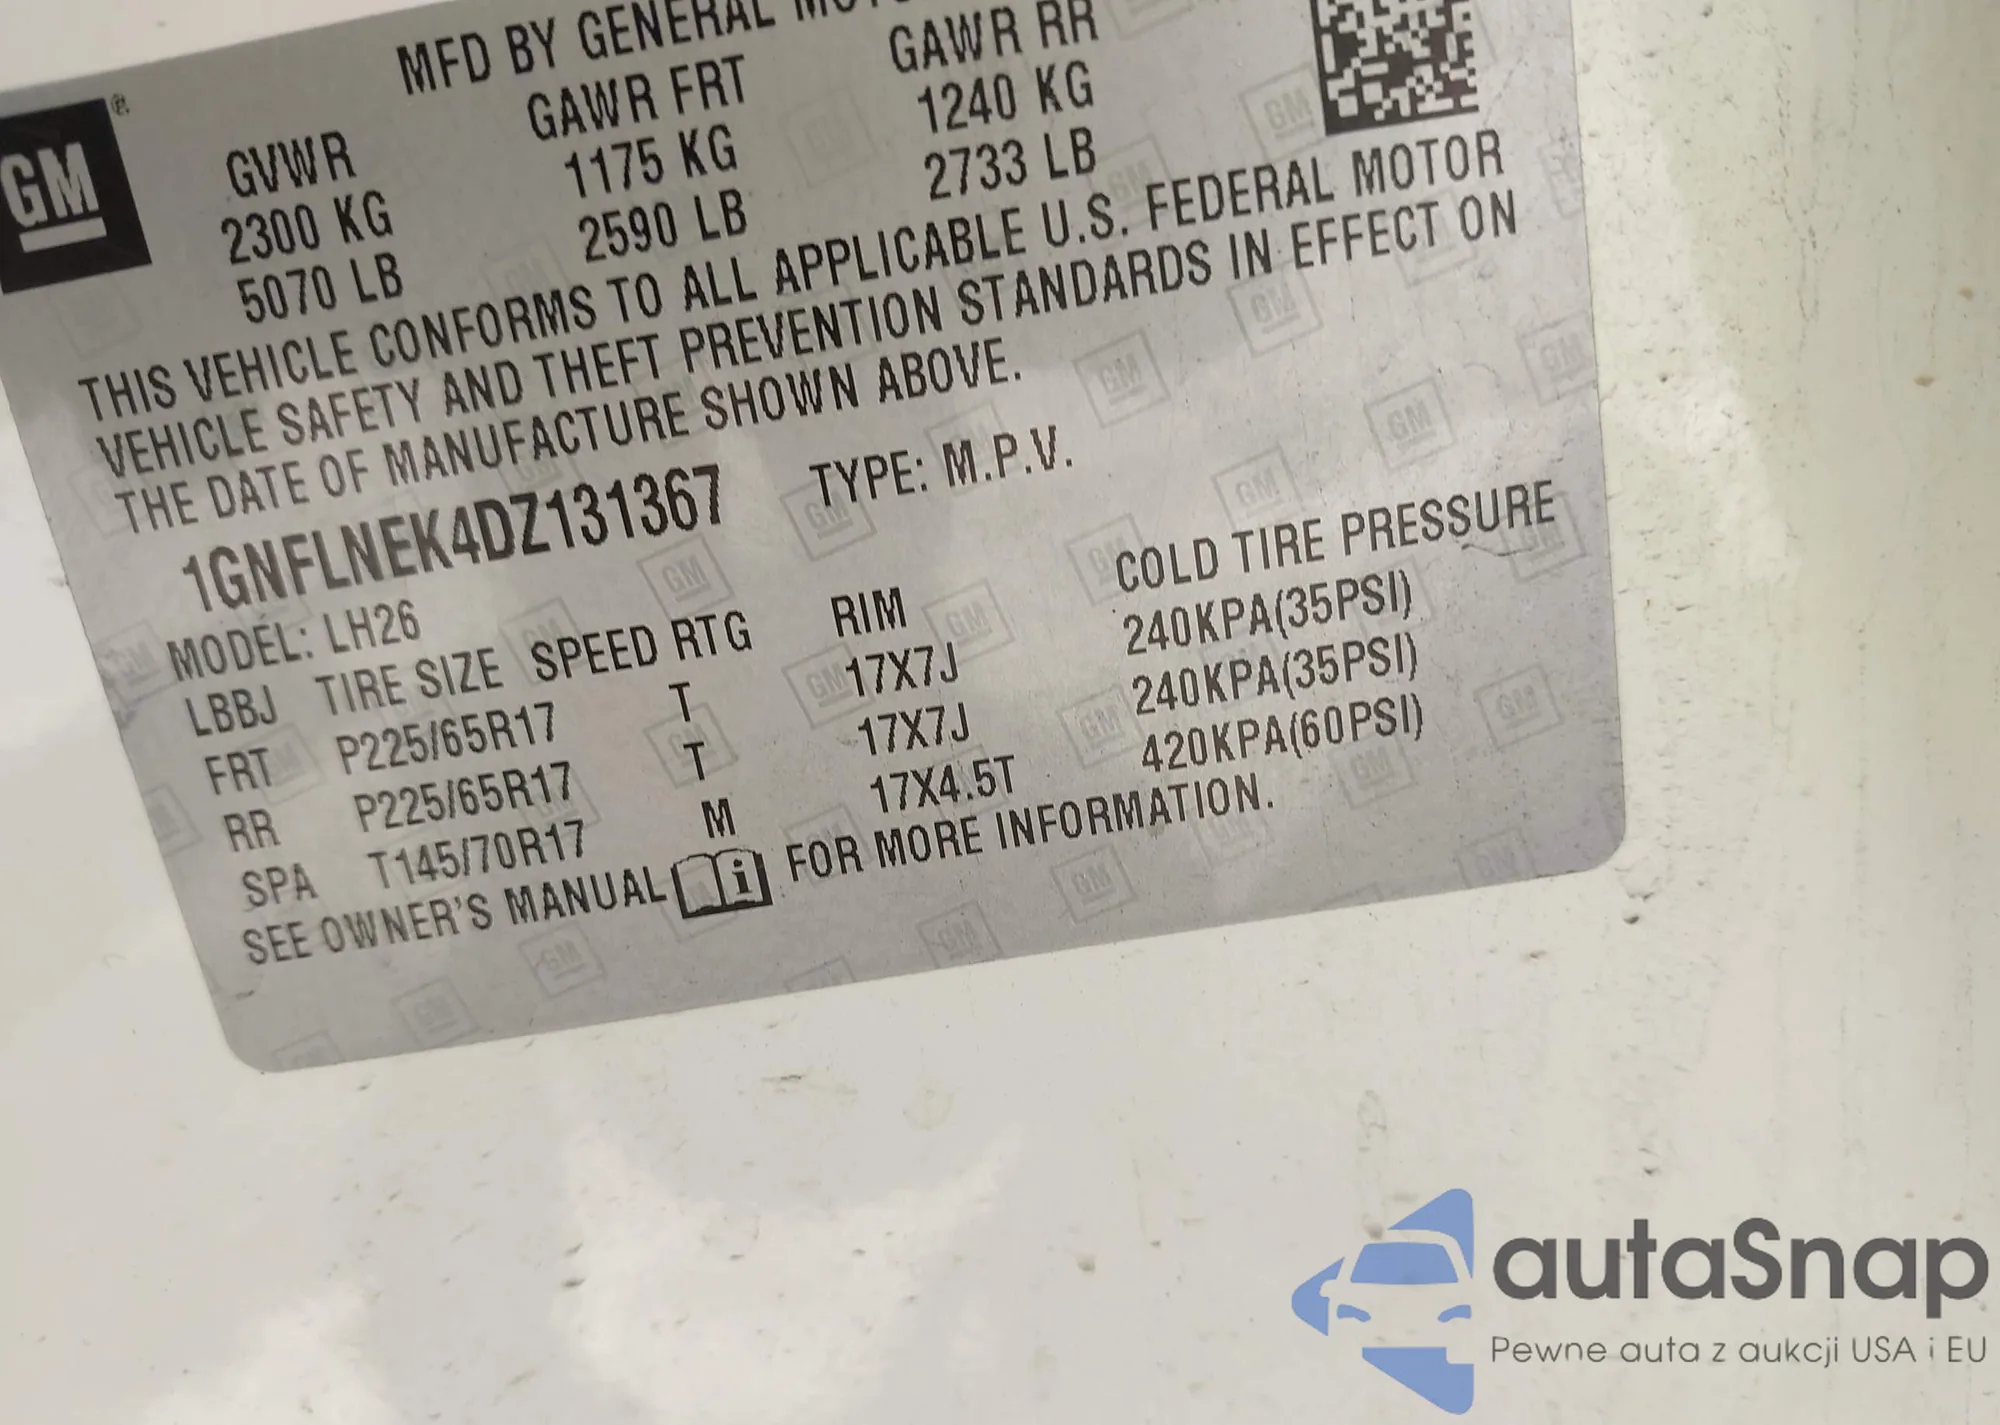 MFD BY GENERAL
GM ®
GVWR GAWR FRT GAWR RR
2300 KG 1175 KG 1240 KG
5070 LB 2590 LB 2733 LB
THIS VEHICLE CONFORMS TO ALL APPLICABLE U.S. FEDERAL MOTOR
VEHICLE SAFETY AND THEFT PREVENTION STANDARDS IN EFFECT ON
THE DATE OF MANUFACTURE SHOWN ABOVE.
1GNFLNEK4DZ131367 TYPE: M.P.V.
MODEL: LH26
LBBJ TIRE SIZE SPEED RTG RIM COLD TIRE PRESSURE
FRT P225/65R17 T 17X7J 240KPA(35PSI)
RR P225/65R17 T 17X7J 240KPA(35PSI)
SPA T145/70R17 M 17X4.5T 420KPA(60PSI)
SEE OWNER'S MANUAL i FOR MORE INFORMATION.
autaSnap
Pewne auta z aukcji USA i EU